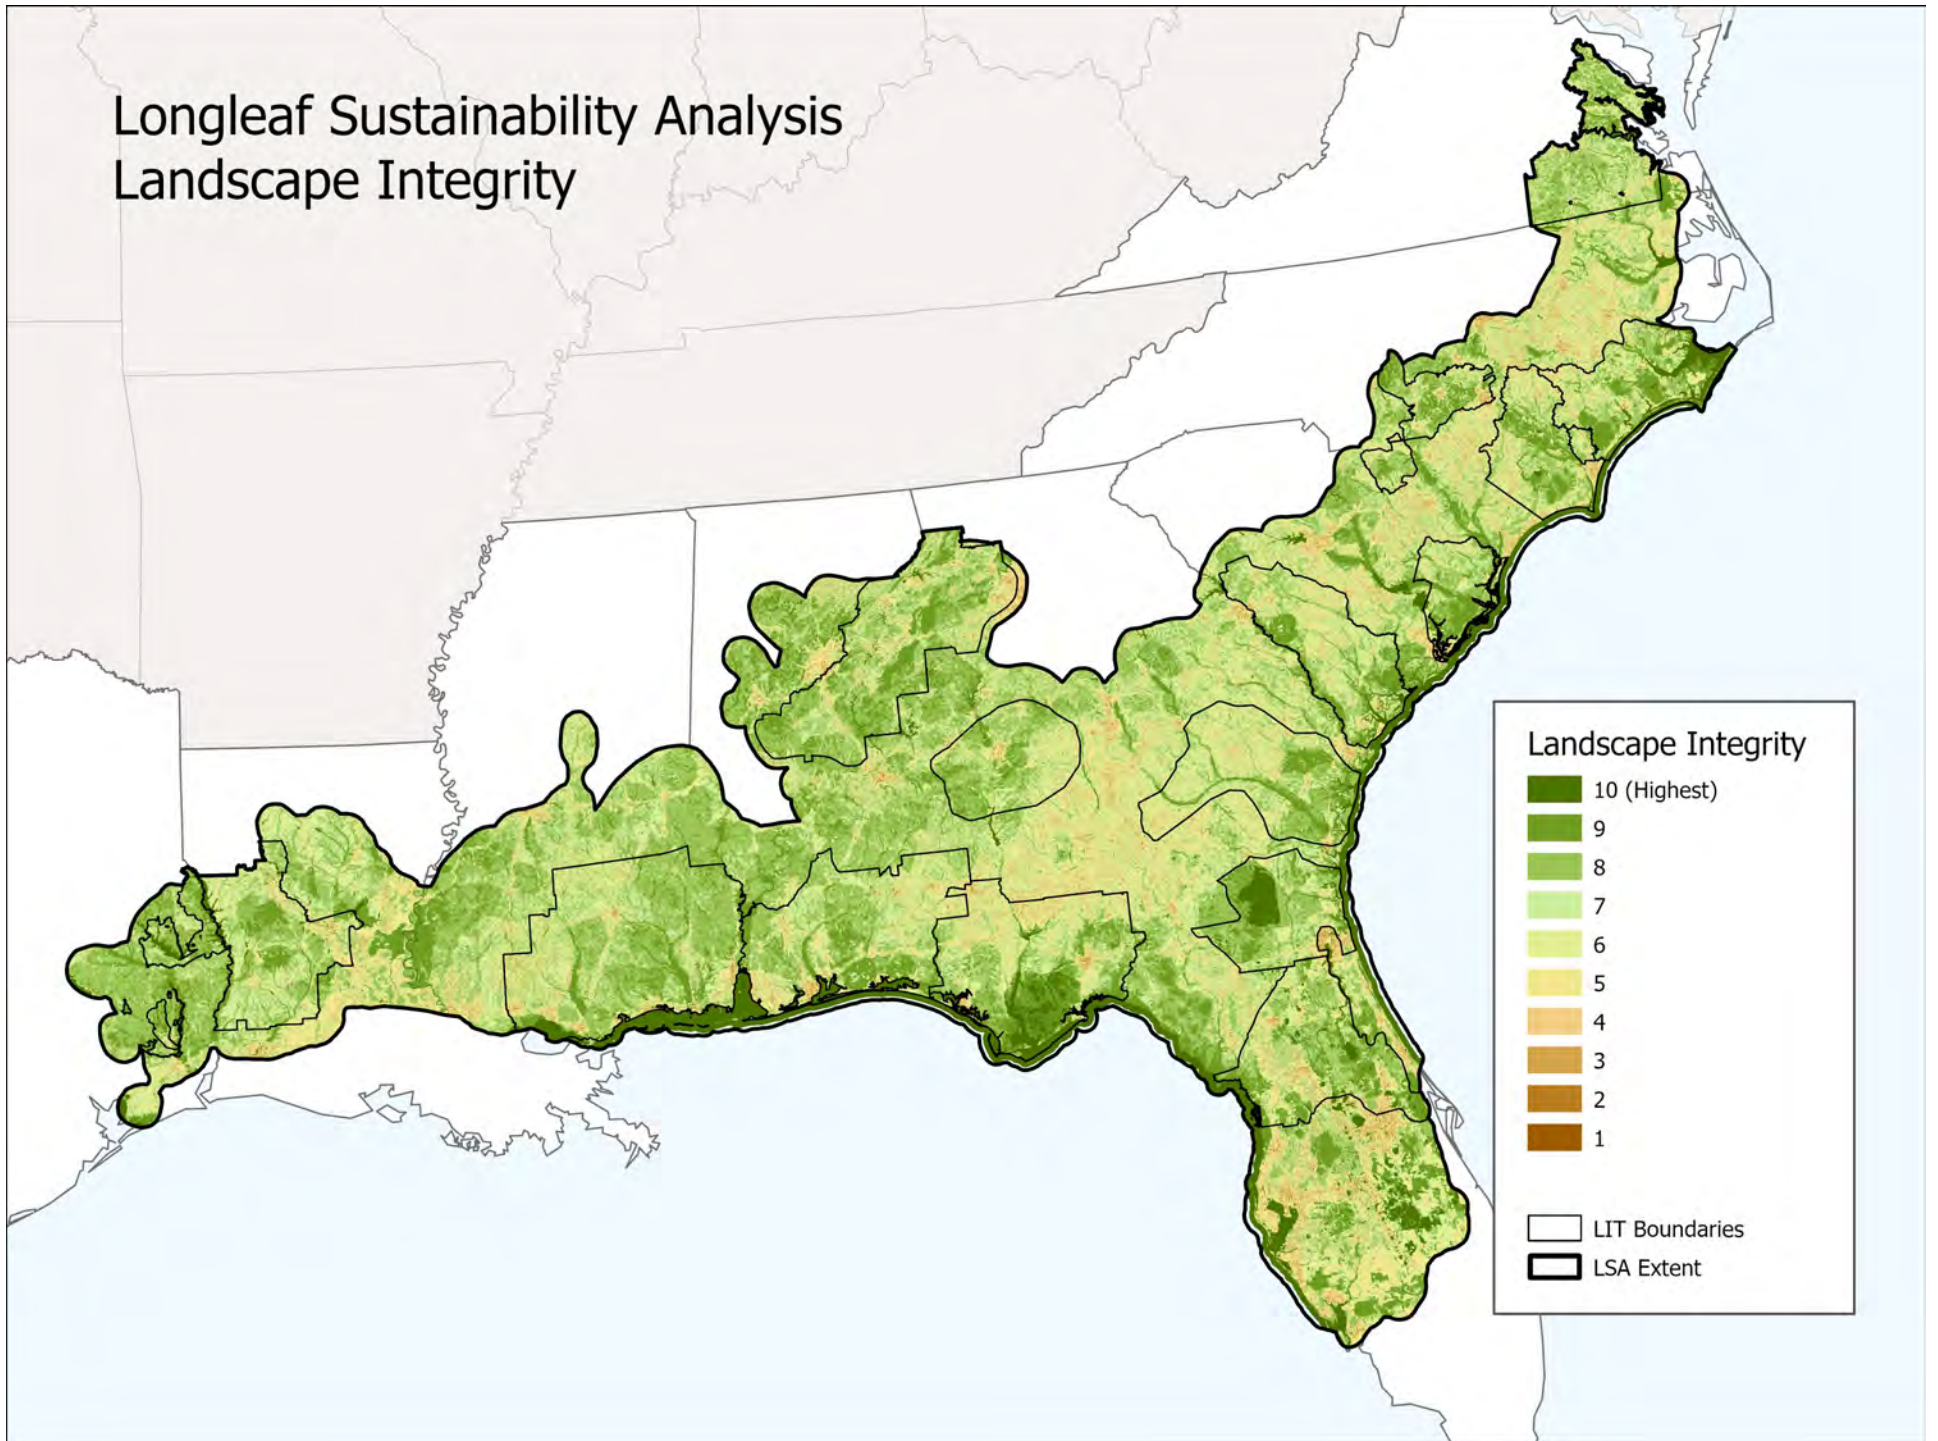 Longleaf Sustainability Analysis
Landscape Integrity
Landscape Integrity
10 (Highest)
9
8
7
6
5
4
3
2
1
LIT Boundaries
LSA Extent